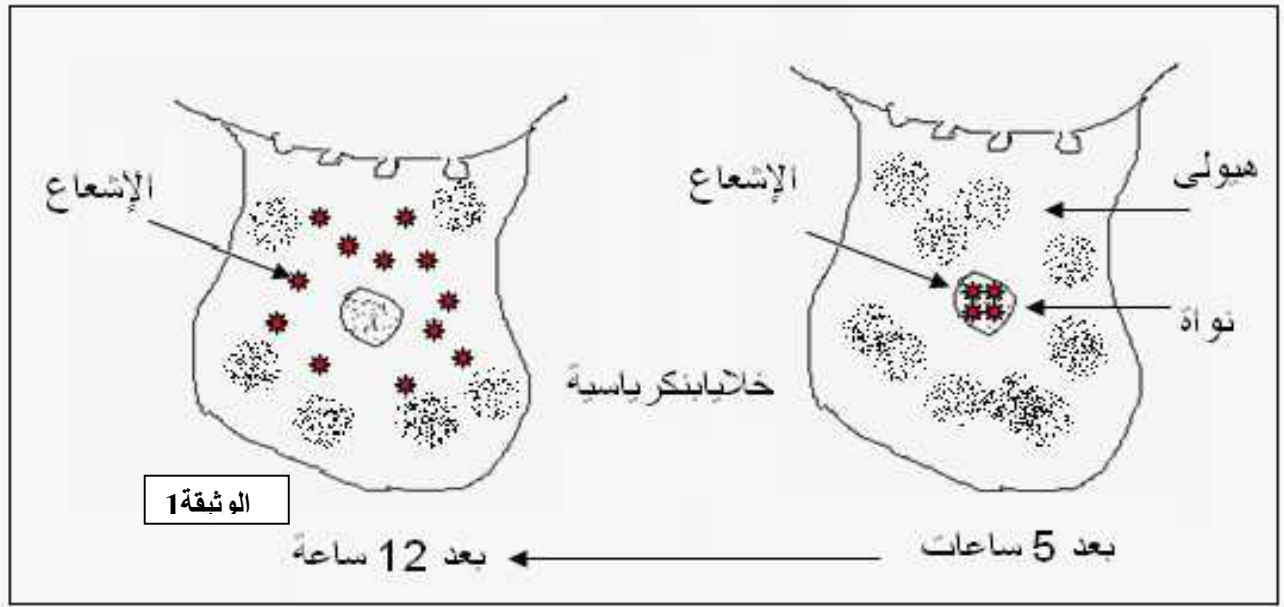 الإشعاع
هيولى
نواة
الإشعاع
خلايابنكرياسية
الوثيقة1
بعد 5 ساعات
بعد 12 ساعة